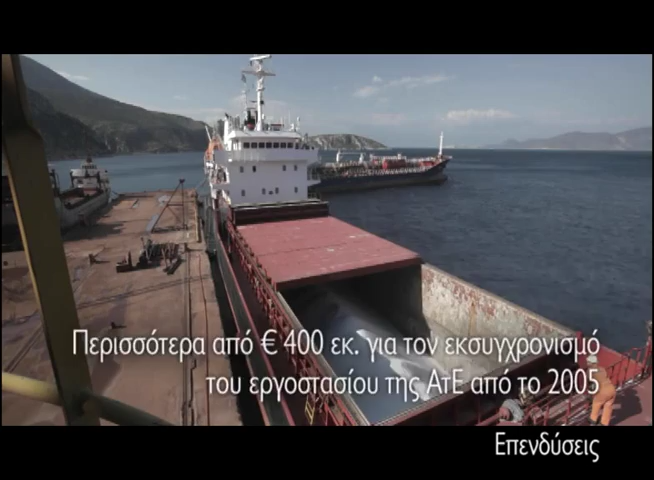 Περισσότερα από € 400 εκ. για τον εκσυγχρονισμό
του εργοστασίου της ΑτΕ από το 2005
Επενδύσεις